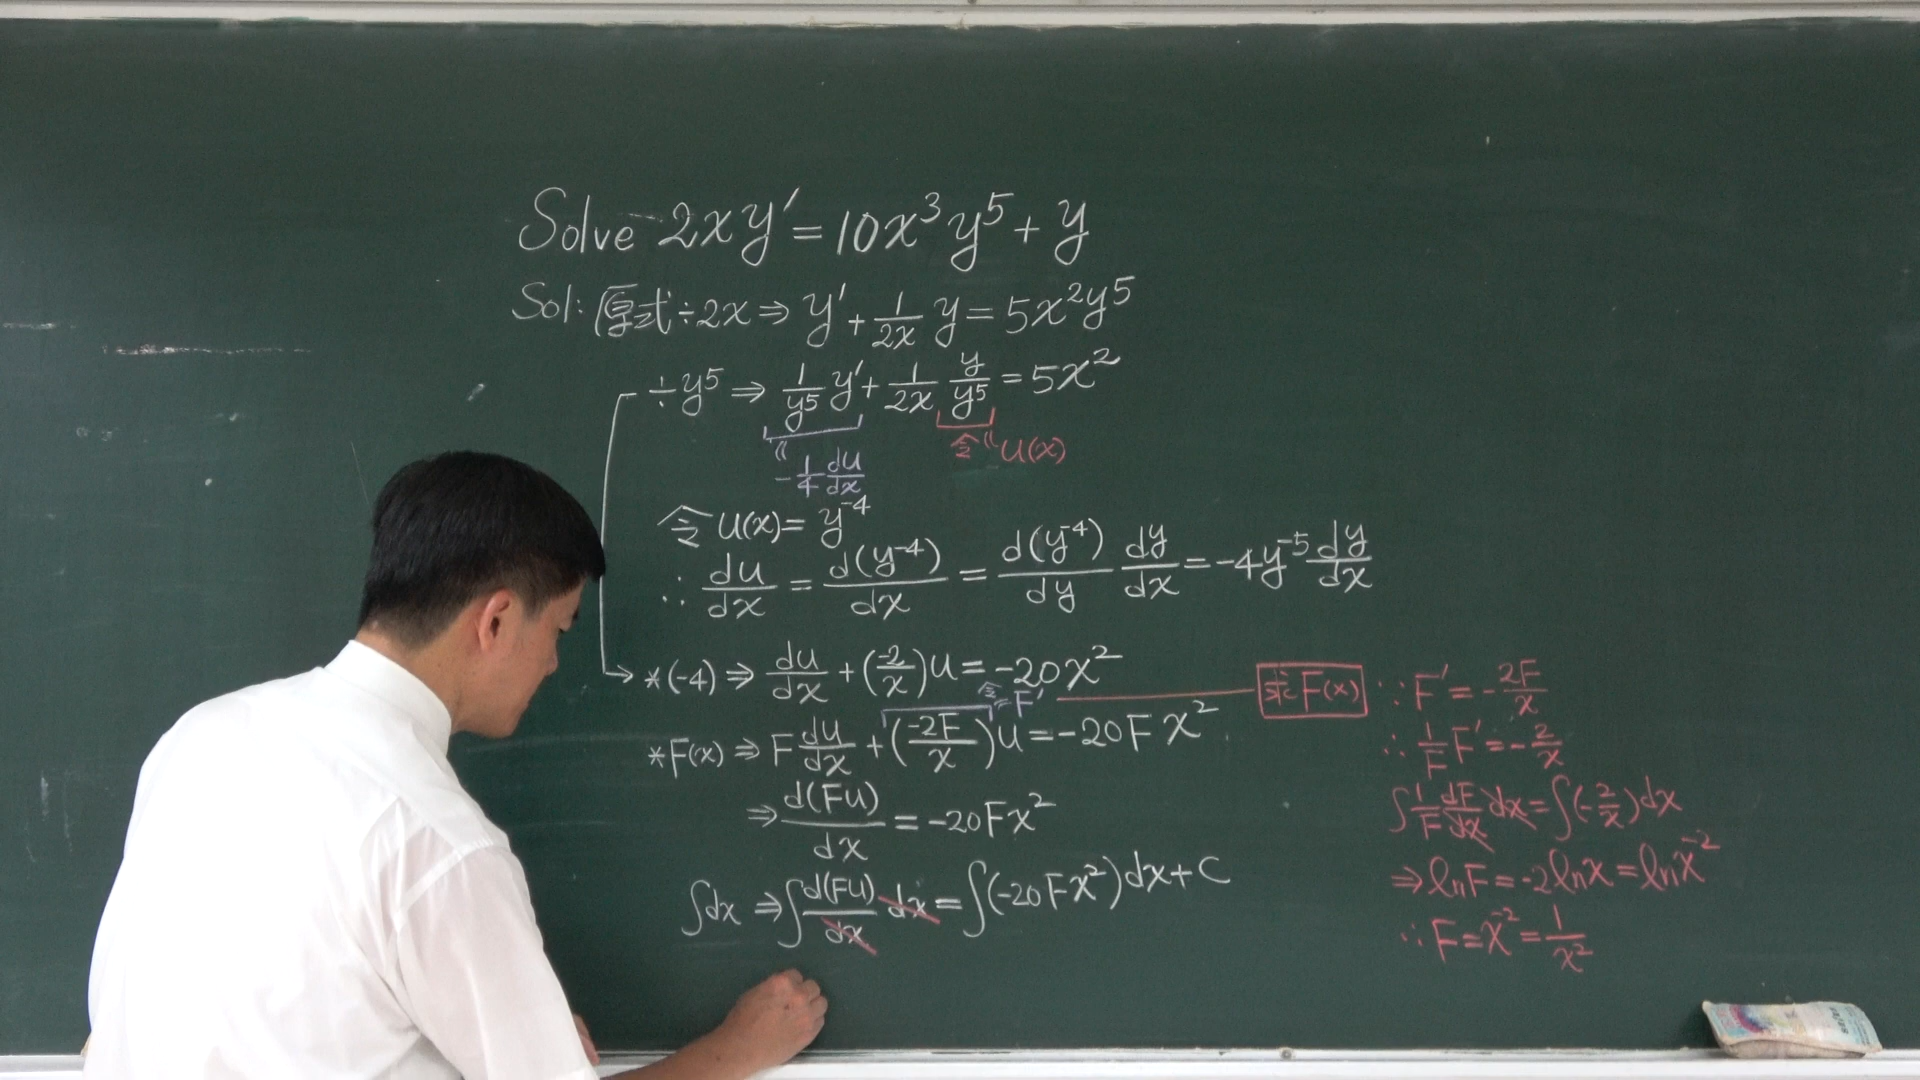 Solve -2xy′ = 10x³y⁵ + y
Sol: 原式÷2x ⇒ y′ + 1/2x y = 5x²y⁵
÷y⁵ ⇒ 1/y⁵ y′ + 1/2x y/y⁵ = 5x²
-1/4 du/dx
令 u(x)
令 u(x) = y⁻⁴
∴ du/dx = d(y⁻⁴)/dx = d(y⁻⁴)/dy dy/dx = -4y⁻⁵ dy/dx
*(-4) ⇒ du/dx + (-2/x)u = -20x²
令 = F′
*F(x) ⇒ F du/dx + (-2F/x)u = -20Fx²
⇒ d(Fu)/dx = -20Fx²
∫dx ⇒ ∫ d(Fu)/dx dx = ∫(-20Fx²)dx + C
求F(x)
∵ F′ = -2F/x
∴ 1/F F′ = -2/x
∫ 1/F dF/dx dx = ∫(-2/x)dx
⇒ lnF = -2lnx = lnx⁻²
∴ F = x⁻² = 1/x²